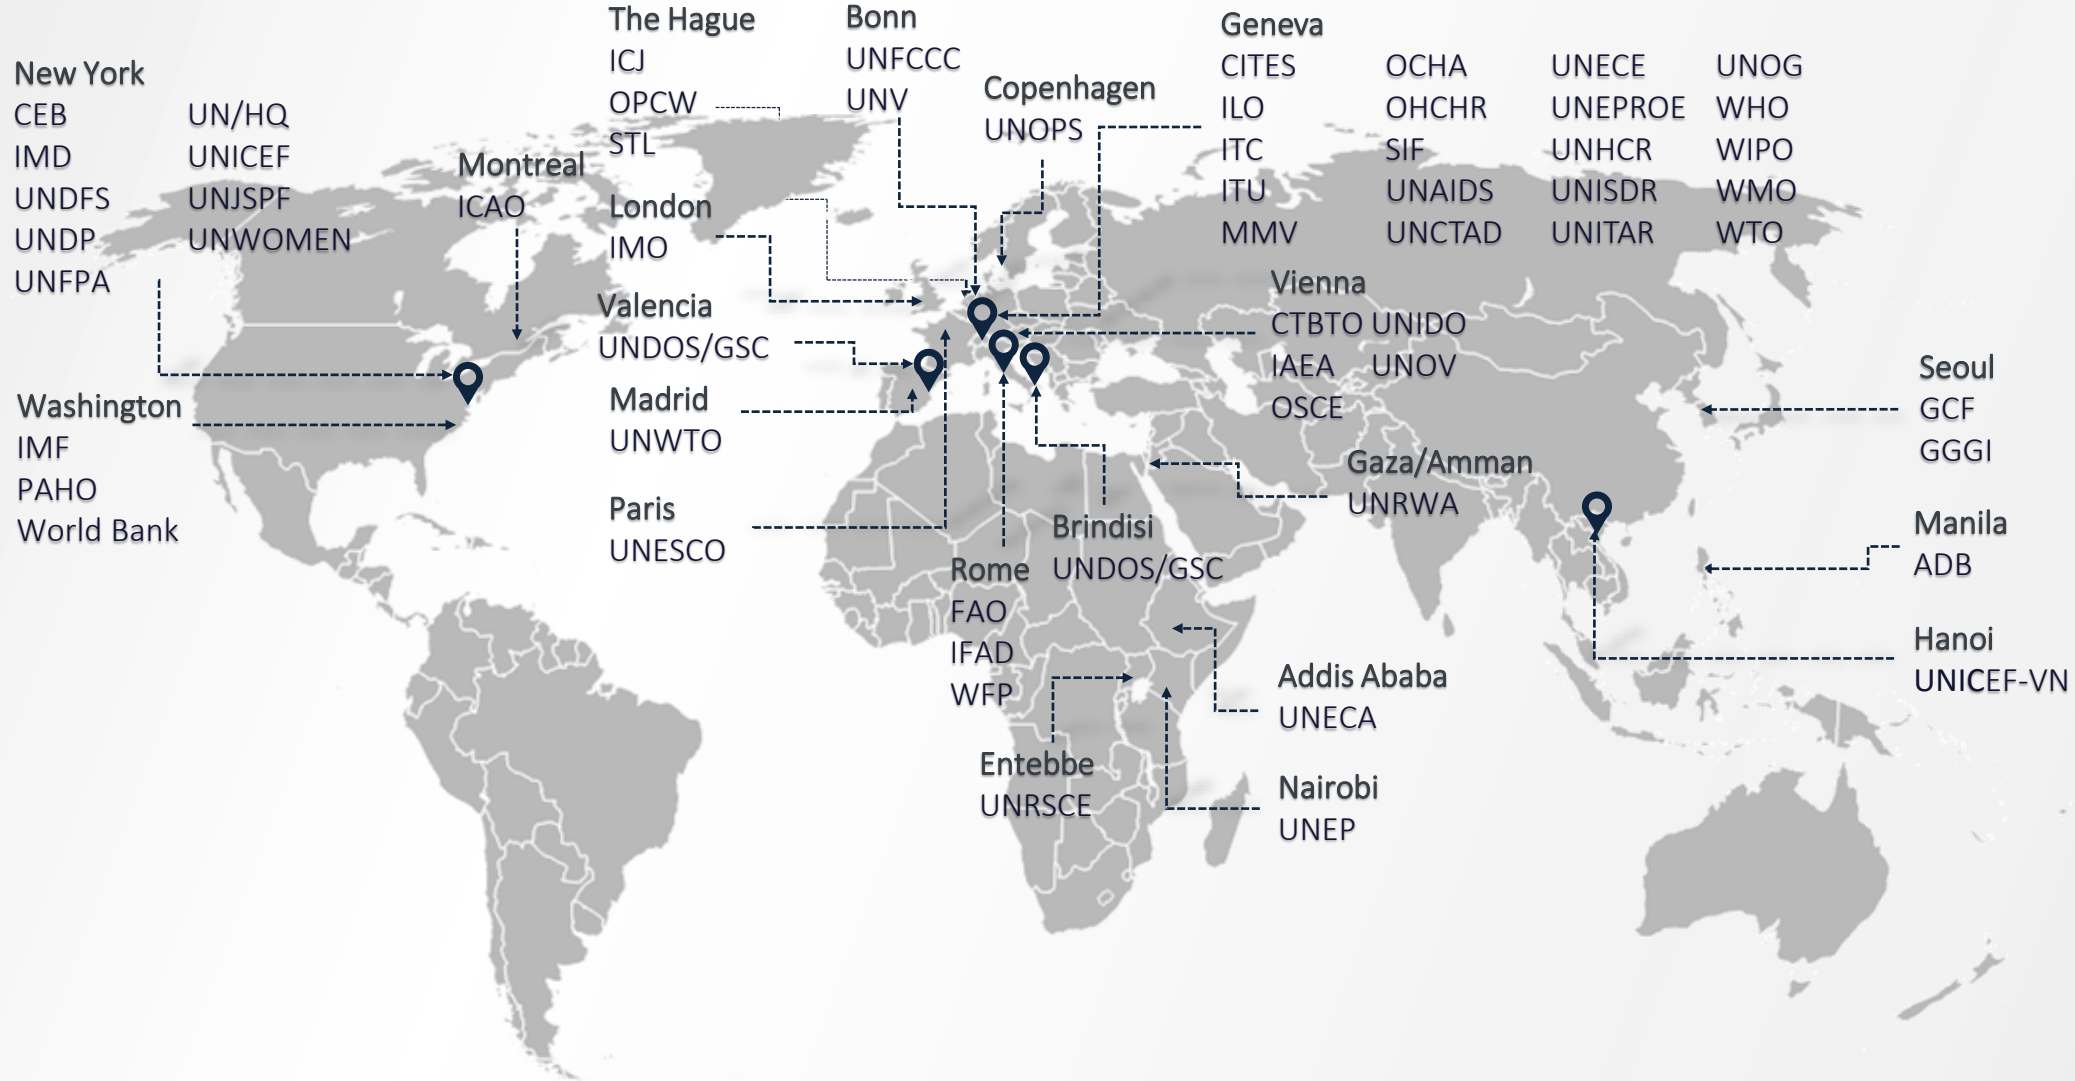 New York
CEB UN/HQ
IMD UNICEF
UNDFS UNJSPF
UNDP UNWOMEN
UNFPA
Washington
IMF
PAHO
World Bank
Montreal
ICAO
The Hague
ICJ
OPCW
STL
London
IMO
Valencia
UNDOS/GSC
Madrid
UNWTO
Paris
UNESCO
Bonn
UNFCCC
UNV
Copenhagen
UNOPS
Geneva
CITES OCHA UNECE UNOG
ILO OHCHR UNEPROE WHO
ITC SIF UNHCR WIPO
ITU UNAIDS UNISDR WMO
MMV UNCTAD UNITAR WTO
Vienna
CTBTO UNIDO
IAEA UNOV
OSCE
Gaza/Amman
UNRWA
Brindisi
UNDOS/GSC
Rome
FAO
IFAD
WFP
Addis Ababa
UNECA
Entebbe
UNRSCE
Nairobi
UNEP
Seoul
GCF
GGGI
Manila
ADB
Hanoi
UNICEF-VN